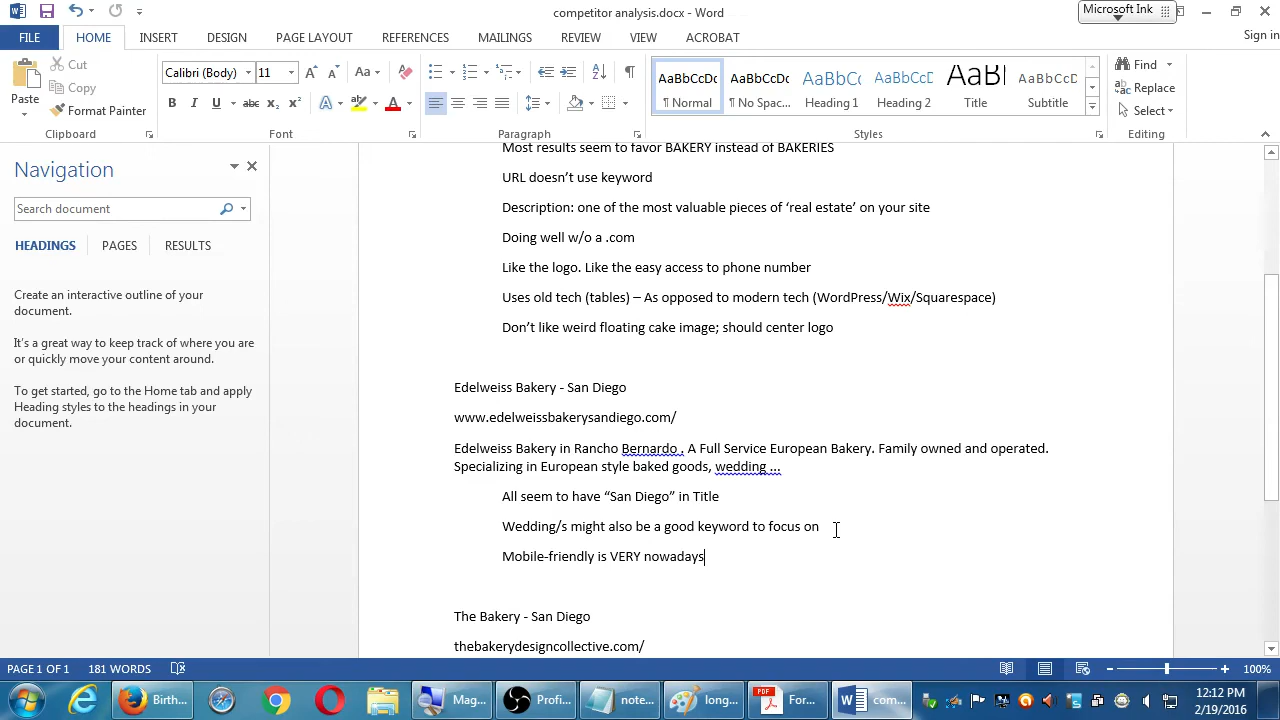 competitor analysis.docx - Word
Microsoft Ink
FILE HOME INSERT DESIGN PAGE LAYOUT REFERENCES MAILINGS REVIEW VIEW ACROBAT
Sign in
Paste
Cut
Copy
Format Painter
Clipboard
Calibri (Body) 11
Font
Paragraph
¶ Normal
¶ No Spac...
Heading 1
Heading 2
Title
Subtitle
Styles
Find
Replace
Select
Editing
Navigation
Search document
HEADINGS PAGES RESULTS
Create an interactive outline of your
document.
It's a great way to keep track of where you are
or quickly move your content around.
To get started, go to the Home tab and apply
Heading styles to the headings in your
document.
Most results seem to favor BAKERY instead of BAKERIES
URL doesn't use keyword
Description: one of the most valuable pieces of ‘real estate’ on your site
Doing well w/o a .com
Like the logo. Like the easy access to phone number
Uses old tech (tables) – As opposed to modern tech (WordPress/Wix/Squarespace)
Don't like weird floating cake image; should center logo
Edelweiss Bakery - San Diego
www.edelweissbakerysandiego.com/
Edelweiss Bakery in Rancho Bernardo . A Full Service European Bakery. Family owned and operated.
Specializing in European style baked goods, wedding ...
All seem to have “San Diego” in Title
Wedding/s might also be a good keyword to focus on
Mobile-friendly is VERY nowadays
The Bakery - San Diego
thebakerydesigncollective.com/
PAGE 1 OF 1 181 WORDS
100%
Birth...
Mag...
Profi...
note...
long...
For...
com...
12:12 PM
2/19/2016